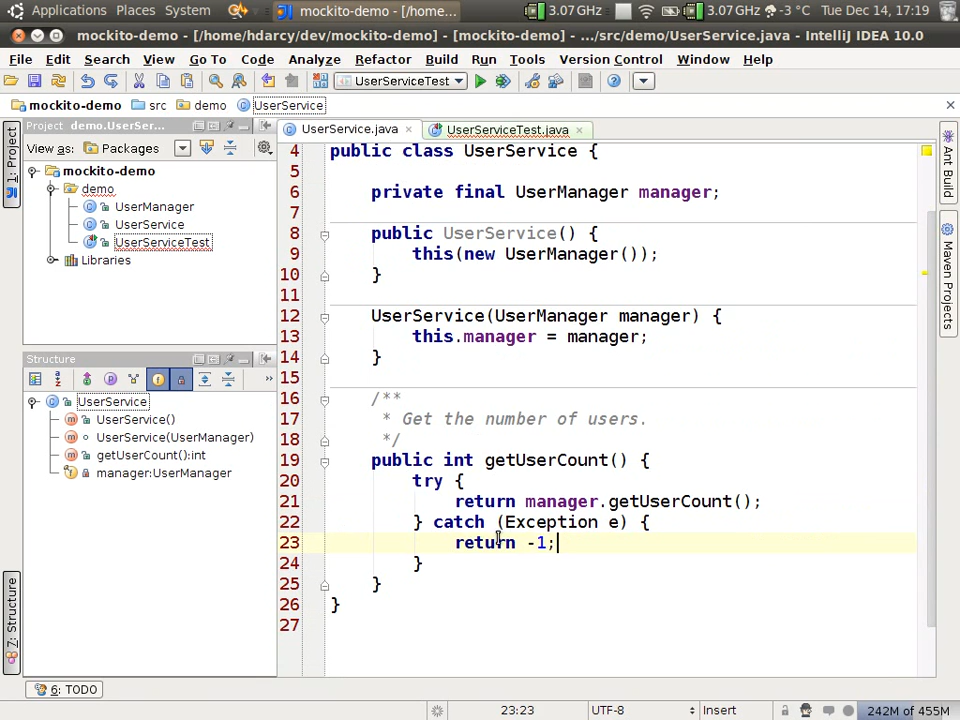 Applications Places System mockito-demo - [/home... 3.07 GHz 3.07 GHz -3 °C Tue Dec 14, 17:19
mockito-demo - [/home/hdarcy/dev/mockito-demo] - [mockito-demo] - .../src/demo/UserService.java - IntelliJ IDEA 10.0
File Edit Search View Go To Code Analyze Refactor Build Run Tools Version Control Window Help
UserServiceTest
mockito-demo src demo UserService
1: Project
Project demo.UserSer...
View as: Packages
mockito-demo
demo
UserManager
UserService
UserServiceTest
Libraries
7: Structure
Structure
UserService
UserService()
UserService(UserManager)
getUserCount():int
manager:UserManager
UserService.java UserServiceTest.java
4 public class UserService {
5
6 private final UserManager manager;
7
8 public UserService() {
9 this(new UserManager());
10 }
11
12 UserService(UserManager manager) {
13 this.manager = manager;
14 }
15
16 /**
17 * Get the number of users.
18 */
19 public int getUserCount() {
20 try {
21 return manager.getUserCount();
22 } catch (Exception e) {
23 return -1;
24 }
25 }
26 }
27
Ant Build
Maven Projects
6: TODO
23:23 UTF-8 Insert 242M of 455M